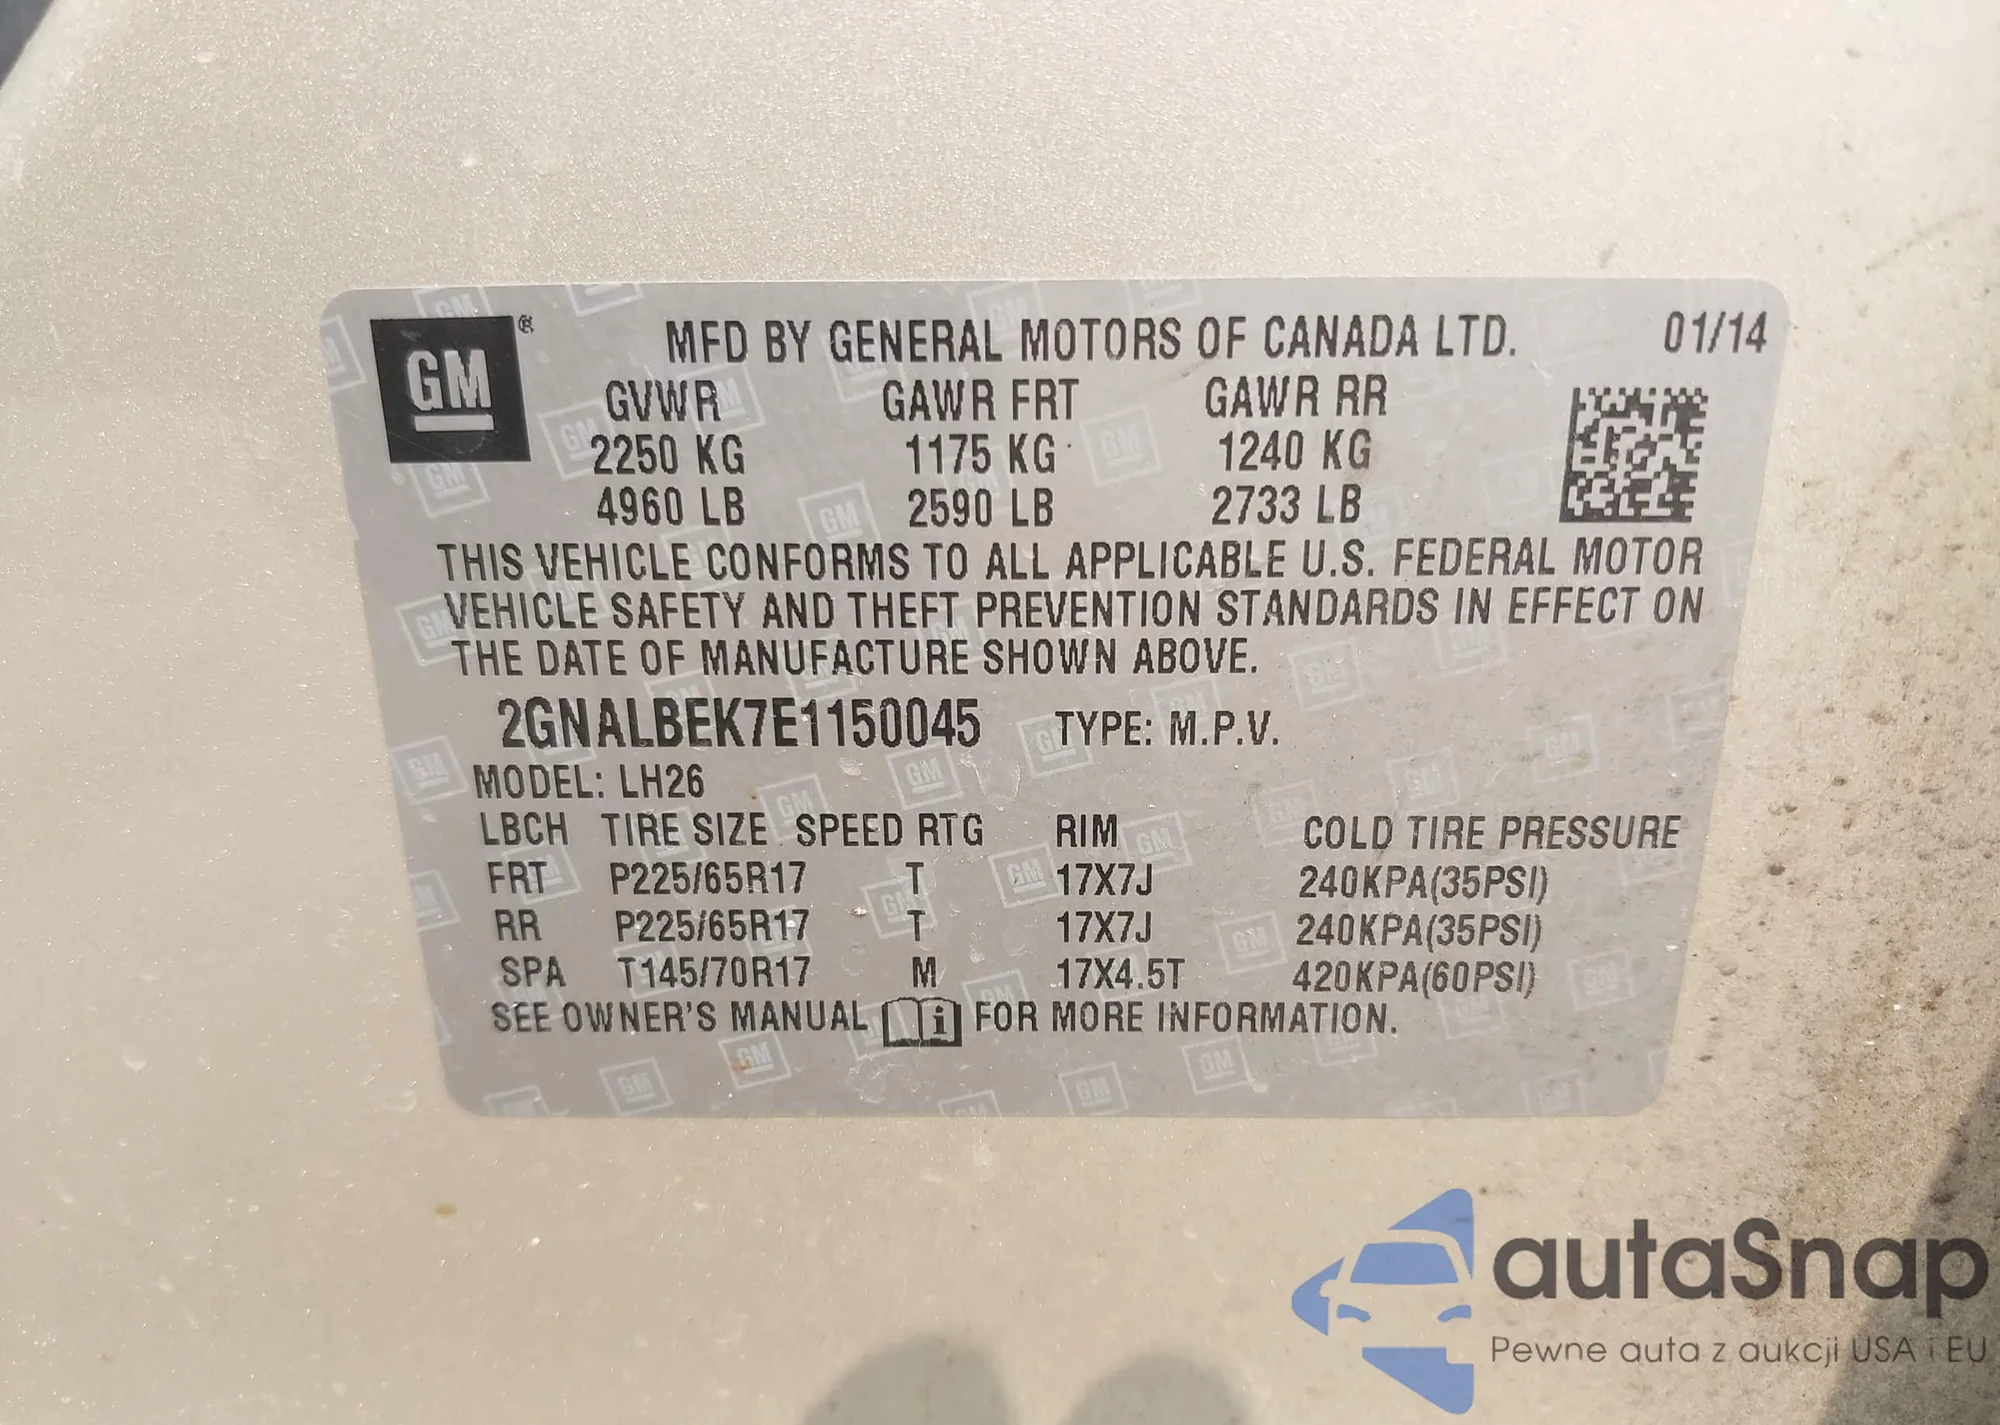 GM®
MFD BY GENERAL MOTORS OF CANADA LTD. 01/14
GVWR GAWR FRT GAWR RR
2250 KG 1175 KG 1240 KG
4960 LB 2590 LB 2733 LB
THIS VEHICLE CONFORMS TO ALL APPLICABLE U.S. FEDERAL MOTOR
VEHICLE SAFETY AND THEFT PREVENTION STANDARDS IN EFFECT ON
THE DATE OF MANUFACTURE SHOWN ABOVE.
2GNALBEK7E1150045 TYPE: M.P.V.
MODEL: LH26
LBCH TIRE SIZE SPEED RTG RIM COLD TIRE PRESSURE
FRT P225/65R17 T 17X7J 240KPA(35PSI)
RR P225/65R17 T 17X7J 240KPA(35PSI)
SPA T145/70R17 M 17X4.5T 420KPA(60PSI)
SEE OWNER'S MANUAL i FOR MORE INFORMATION.
autaSnap
Pewne auta z aukcji USA i EU